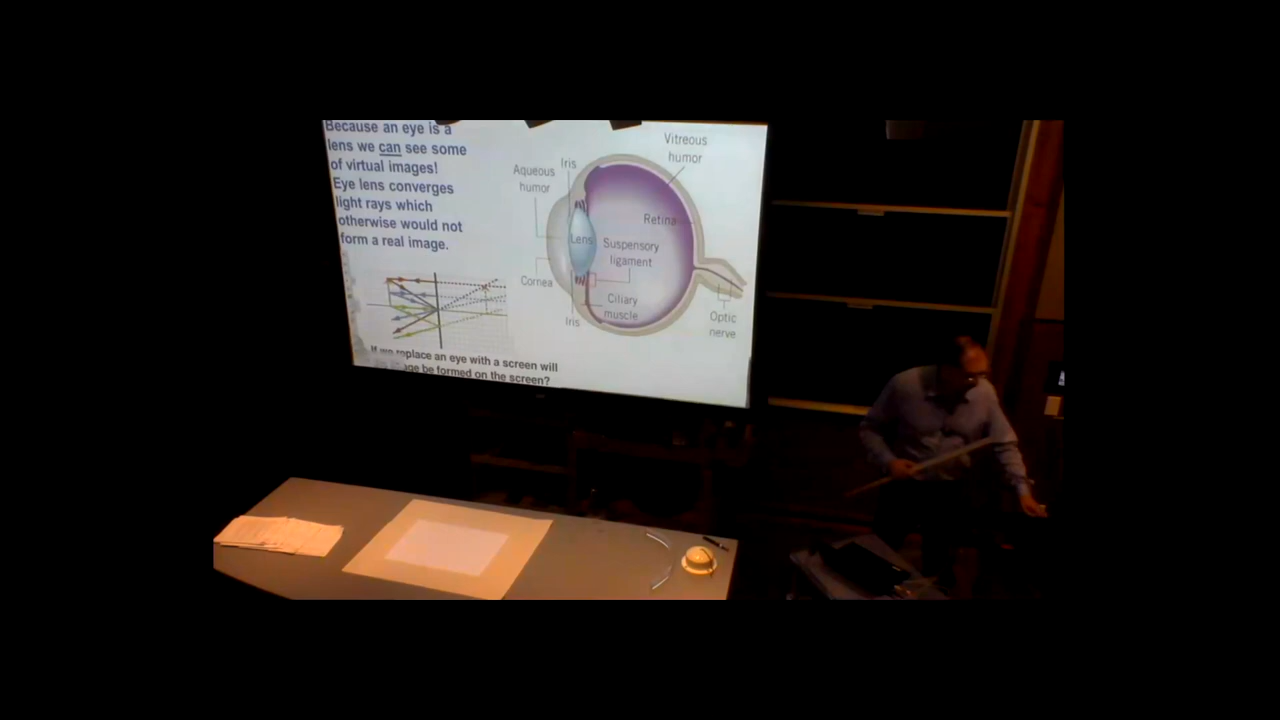 Because an eye is a
lens we can see some
of virtual images!
Eye lens converges
light rays which
otherwise would not
form a real image.
Vitreous
humor
Iris
Aqueous
humor
Retina
Lens
Suspensory
ligament
Cornea
Ciliary
muscle
Iris
Optic
nerve
If we replace an eye with a screen will
be formed on the screen?